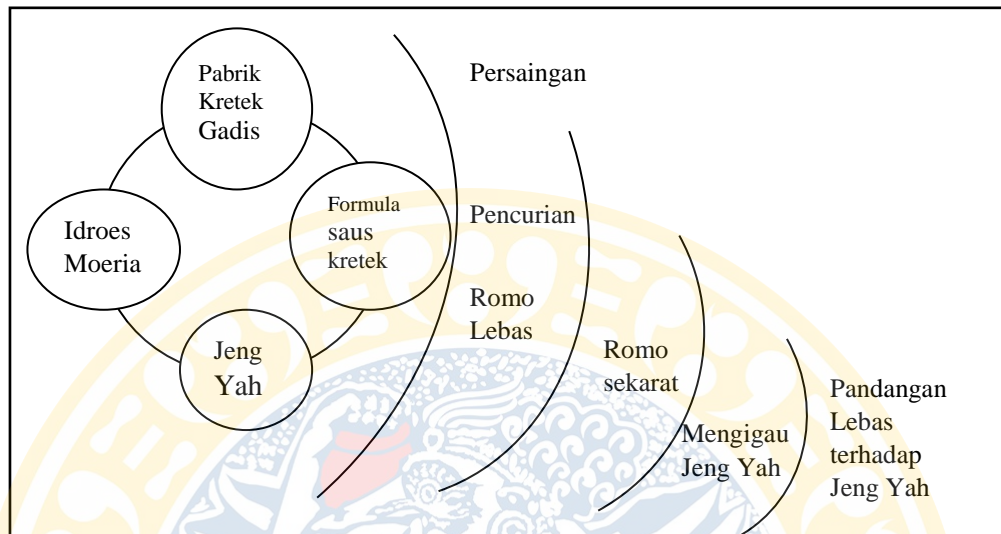 Pabrik
Kretek
Gadis
Idroes
Moeria
Formula
saus
kretek
Jeng
Yah
Persaingan
Pencurian
Romo
Lebas
Romo
sekarat
Mengigau
Jeng Yah
Pandangan
Lebas
terhadap
Jeng Yah